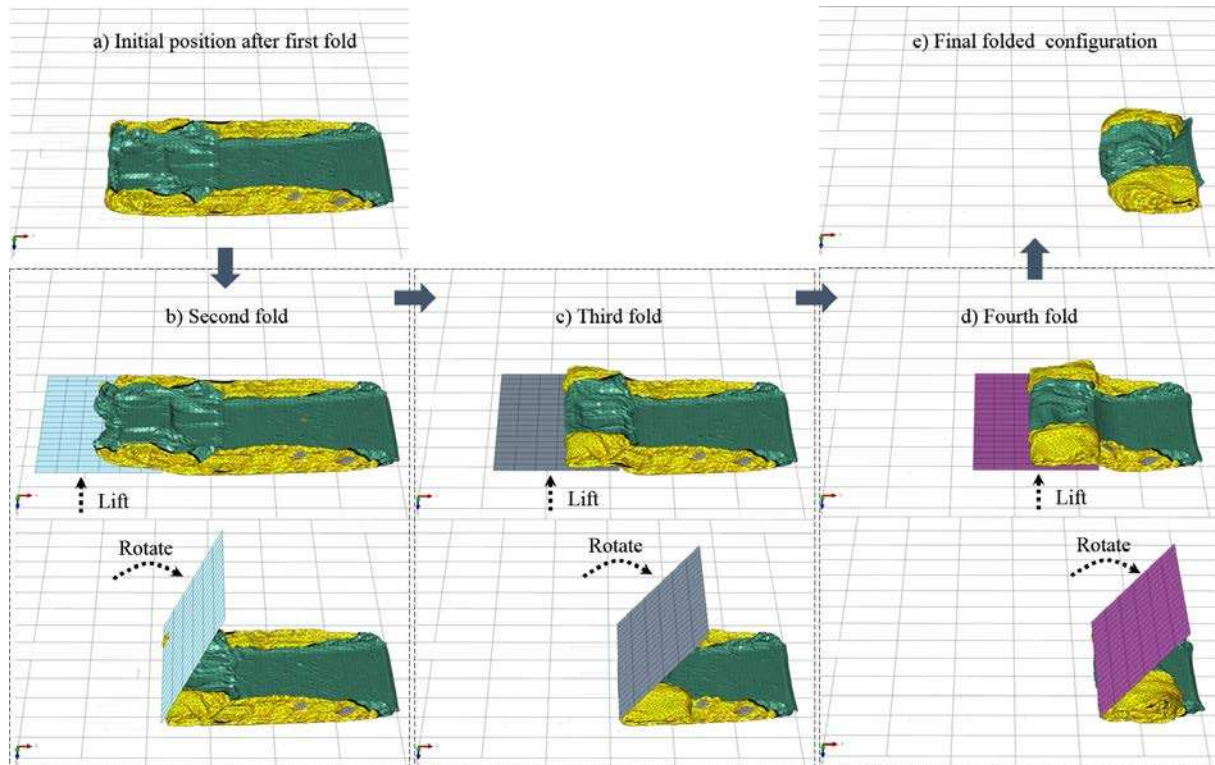 a) Initial position after first fold
e) Final folded configuration
b) Second fold
c) Third fold
d) Fourth fold
Lift
Lift
Lift
Rotate
Rotate
Rotate